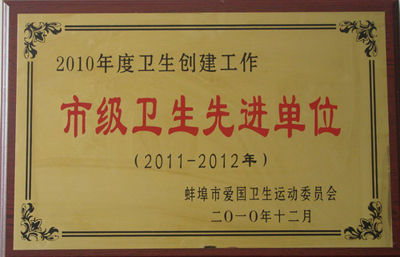 2010年度卫生创建工作
市级卫生先进单位
(2011-2012年)
蚌埠市爱国卫生运动委员会
二〇一〇年十二月